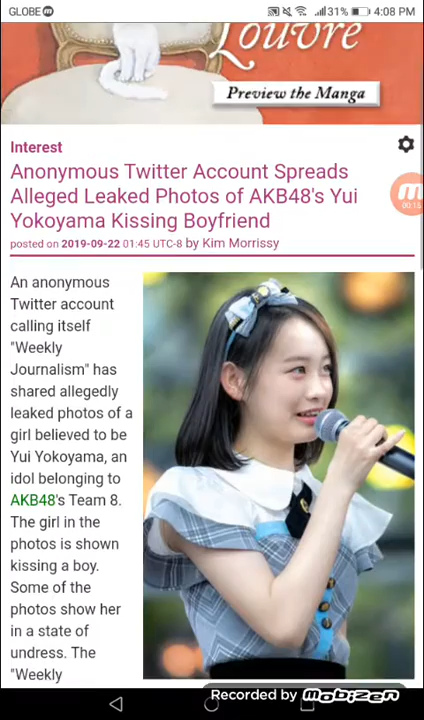 GLOBE 31% 4:08 PM
Louvre
Preview the Manga
Interest
Anonymous Twitter Account Spreads
Alleged Leaked Photos of AKB48's Yui
Yokoyama Kissing Boyfriend
00:15
posted on 2019-09-22 01:45 UTC-8 by Kim Morrissy
An anonymous
Twitter account
calling itself
"Weekly
Journalism" has
shared allegedly
leaked photos of a
girl believed to be
Yui Yokoyama, an
idol belonging to
AKB48's Team 8.
The girl in the
photos is shown
kissing a boy.
Some of the
photos show her
in a state of
undress. The
"Weekly
Recorded by mobizen